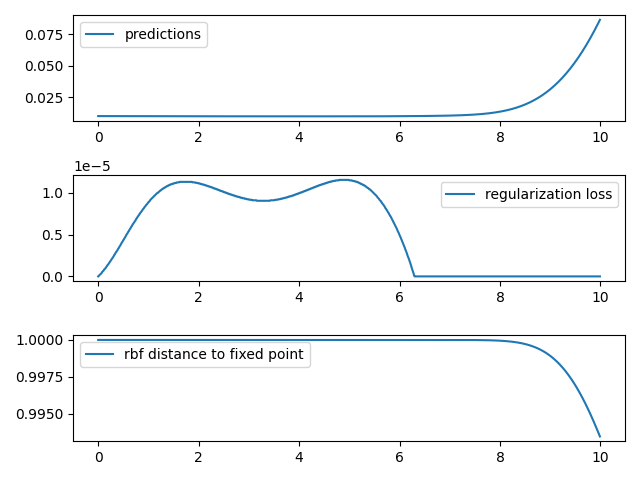 0.075
0.050
0.025
predictions
0 2 4 6 8 10
1e−5
1.0
0.5
0.0
regularization loss
0 2 4 6 8 10
1.0000
0.9975
0.9950
rbf distance to fixed point
0 2 4 6 8 10